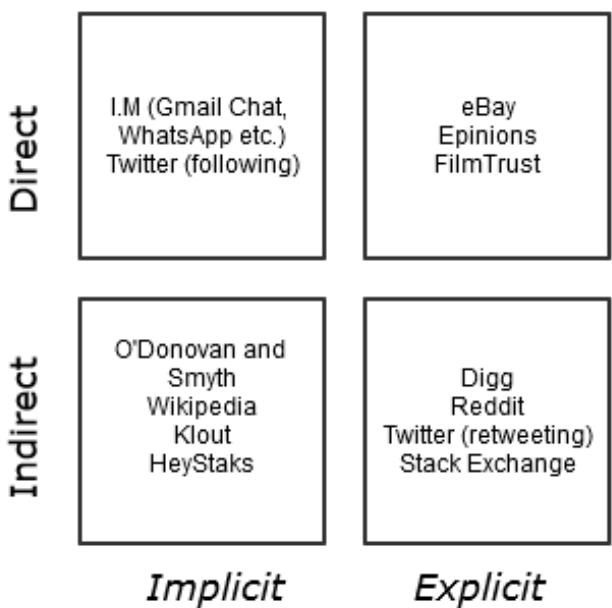 Direct
I.M (Gmail Chat,
WhatsApp etc.)
Twitter (following)
eBay
Epinions
FilmTrust
Indirect
O'Donovan and
Smyth
Wikipedia
Klout
HeyStaks
Digg
Reddit
Twitter (retweeting)
Stack Exchange
Implicit
Explicit